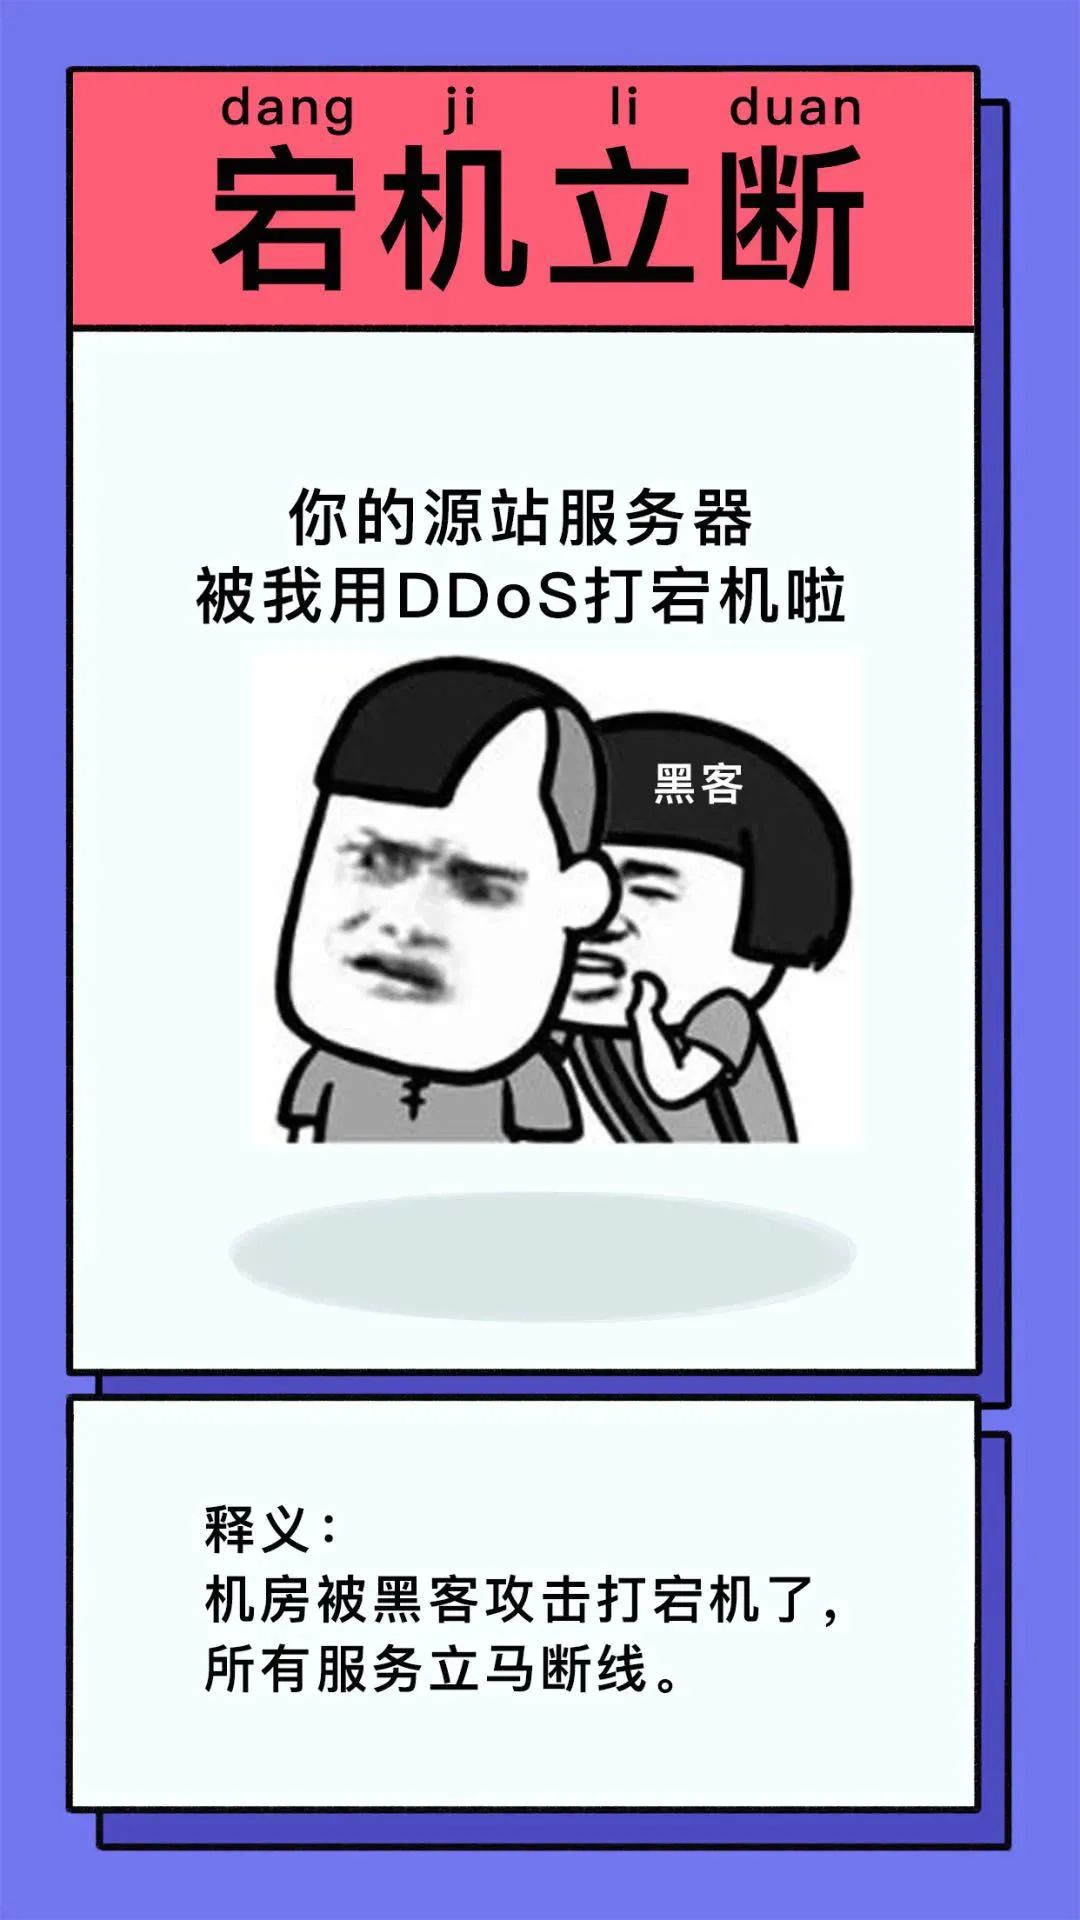 dang ji li duan
宕机立断
你的源站服务器
被我用DDoS打宕机啦
黑客
释义：
机房被黑客攻击打宕机了，
所有服务立马断线。